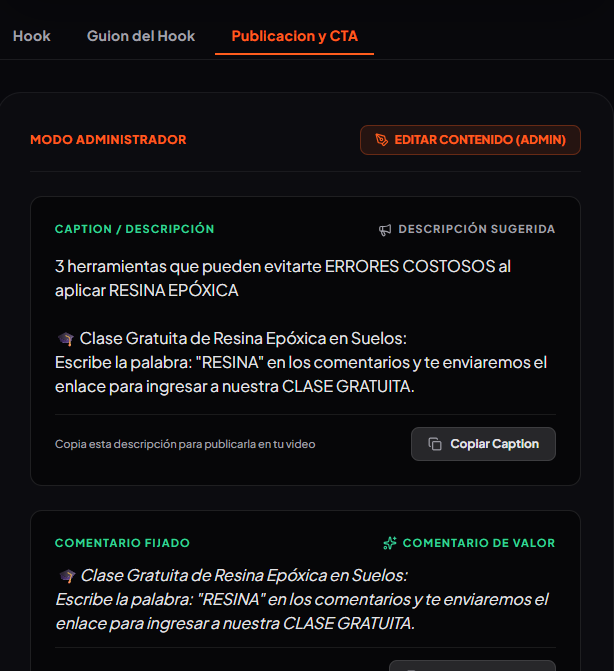 Hook
Guion del Hook
Publicacion y CTA
MODO ADMINISTRADOR
EDITAR CONTENIDO (ADMIN)
CAPTION / DESCRIPCIÓN
DESCRIPCIÓN SUGERIDA
3 herramientas que pueden evitarte ERRORES COSTOSOS al
aplicar RESINA EPÓXICA
🎓 Clase Gratuita de Resina Epóxica en Suelos:
Escribe la palabra: "RESINA" en los comentarios y te enviaremos el
enlace para ingresar a nuestra CLASE GRATUITA.
Copia esta descripción para publicarla en tu video
Copiar Caption
COMENTARIO FIJADO
COMENTARIO DE VALOR
🎓 Clase Gratuita de Resina Epóxica en Suelos:
Escribe la palabra: "RESINA" en los comentarios y te enviaremos el
enlace para ingresar a nuestra CLASE GRATUITA.